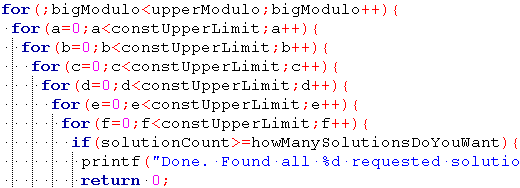 for(;bigModulo<upperModulo;bigModulo++){
for(a=0;a<constUpperLimit;a++){
for(b=0;b<constUpperLimit;b++){
for(c=0;c<constUpperLimit;c++){
for(d=0;d<constUpperLimit;d++){
for(e=0;e<constUpperLimit;e++){
for(f=0;f<constUpperLimit;f++){
if(solutionCount>=howManySolutionsDoYouWant){
printf("Done. Found all %d requested solutio
return 0;